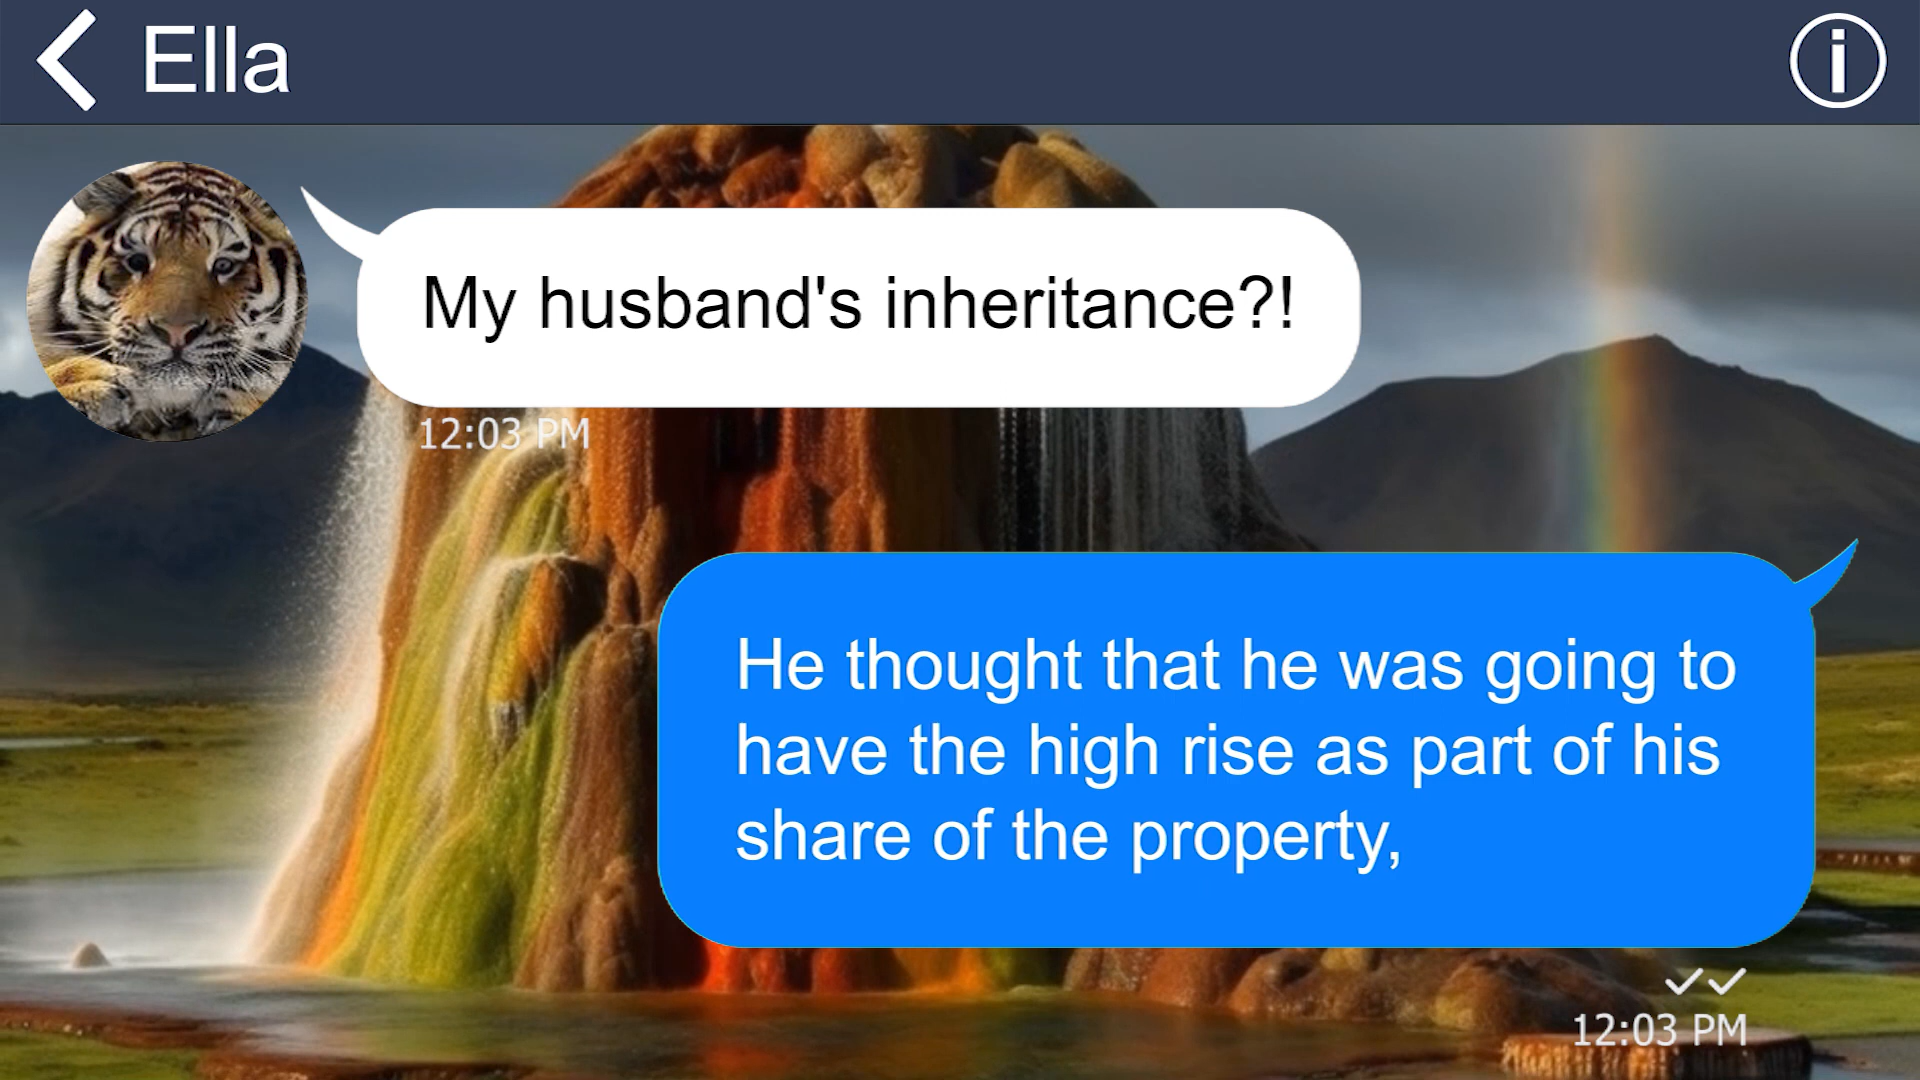 Ella
My husband's inheritance?!
12:03 PM
He thought that he was going to
have the high rise as part of his
share of the property,
12:03 PM